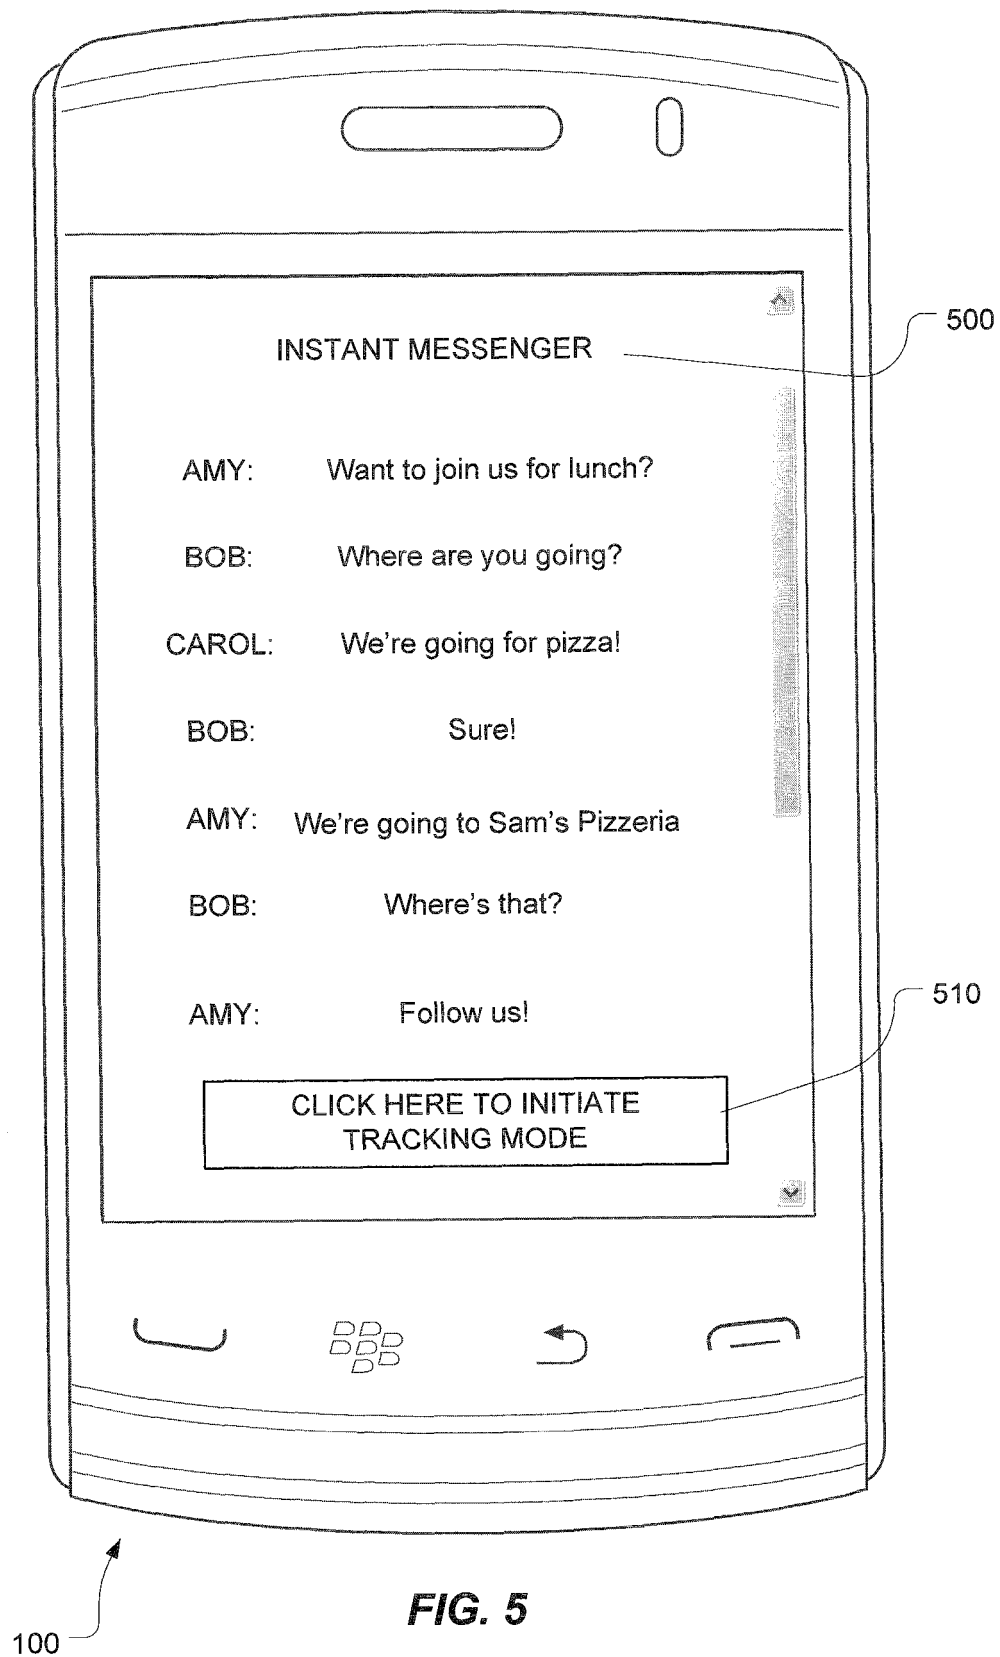 INSTANT MESSENGER
500
AMY: Want to join us for lunch?
BOB: Where are you going?
CAROL: We're going for pizza!
BOB: Sure!
AMY: We're going to Sam's Pizzeria
BOB: Where's that?
AMY: Follow us!
510
CLICK HERE TO INITIATE
TRACKING MODE
FIG. 5
100